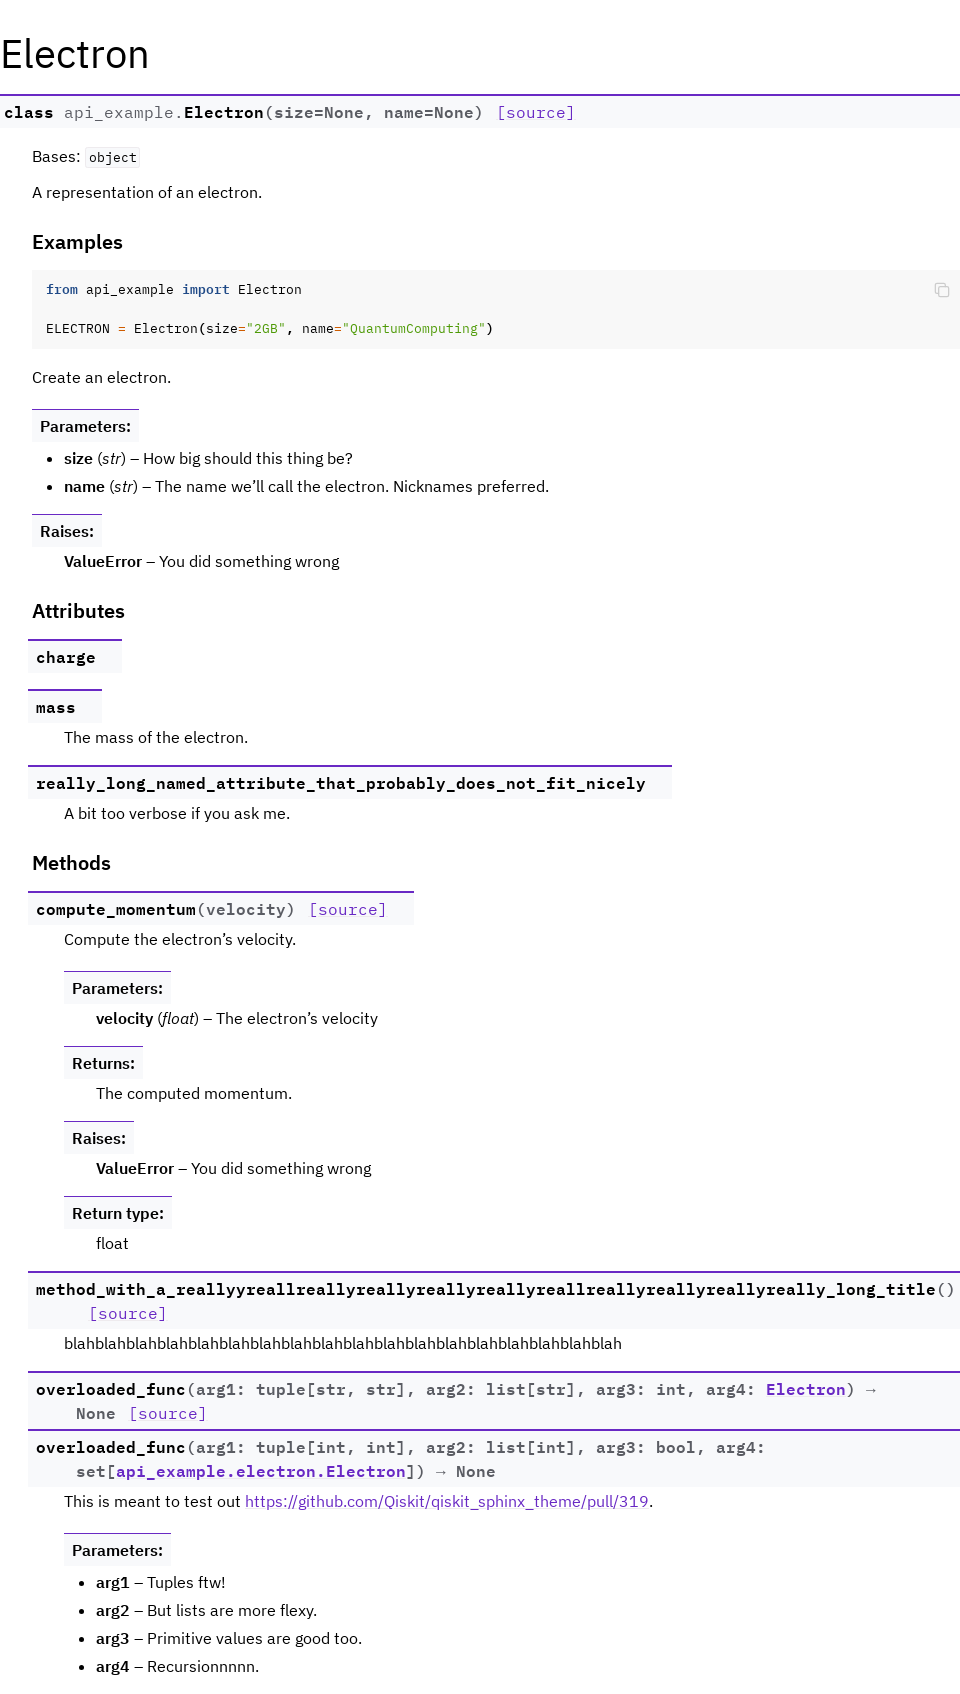 Electron
class api_example.Electron(size=None, name=None) [source]
Bases: object
A representation of an electron.
Examples
from api_example import Electron
ELECTRON = Electron(size="2GB", name="QuantumComputing")
Create an electron.
Parameters:
• size (str) – How big should this thing be?
• name (str) – The name we’ll call the electron. Nicknames preferred.
Raises:
ValueError – You did something wrong
Attributes
charge
mass
The mass of the electron.
really_long_named_attribute_that_probably_does_not_fit_nicely
A bit too verbose if you ask me.
Methods
compute_momentum(velocity) [source]
Compute the electron’s velocity.
Parameters:
velocity (float) – The electron’s velocity
Returns:
The computed momentum.
Raises:
ValueError – You did something wrong
Return type:
float
method_with_a_reallyyreallreallyreallyreallyreallyreallreallyreallyreallyreally_long_title()
[source]
blahblahblahblahblahblahblahblahblahblahblahblahblahblahblahblahblahblah
overloaded_func(arg1: tuple[str, str], arg2: list[str], arg3: int, arg4: Electron) →
None [source]
overloaded_func(arg1: tuple[int, int], arg2: list[int], arg3: bool, arg4:
set[api_example.electron.Electron]) → None
This is meant to test out https://github.com/Qiskit/qiskit_sphinx_theme/pull/319.
Parameters:
• arg1 – Tuples ftw!
• arg2 – But lists are more flexy.
• arg3 – Primitive values are good too.
• arg4 – Recursionnnnn.